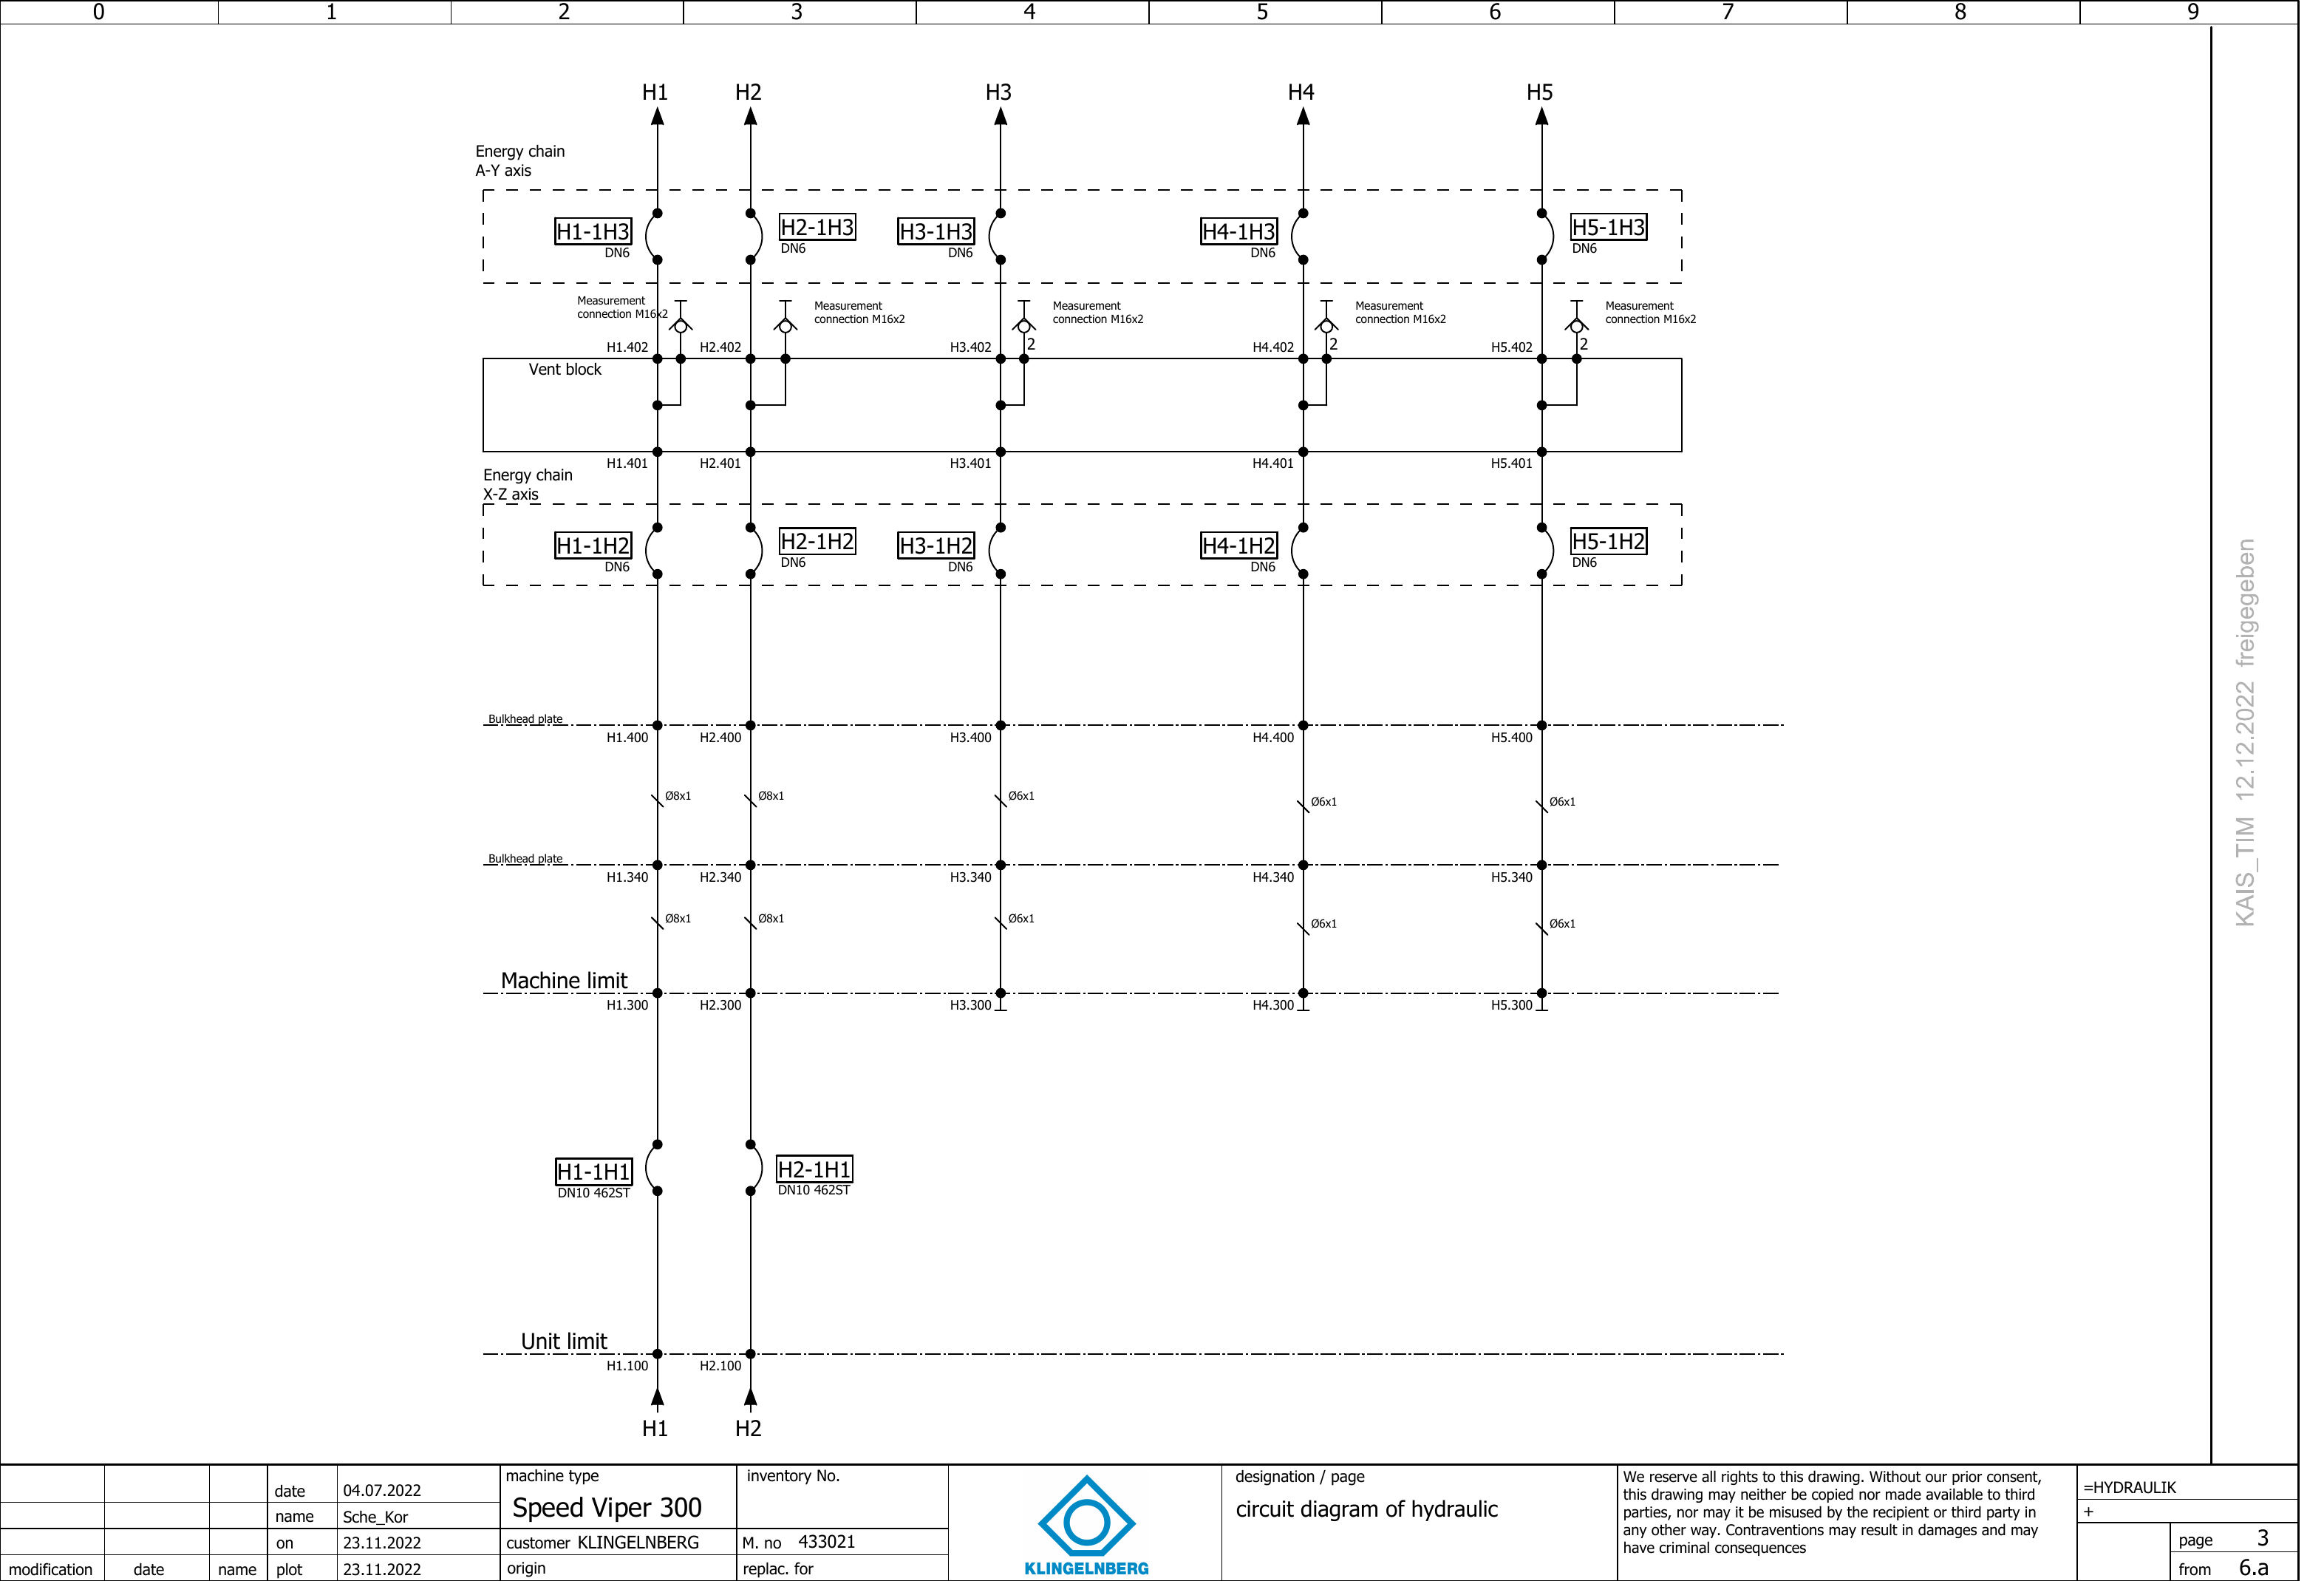 0 1 2 3 4 5 6 7 8 9
H1 H2 H3 H4 H5
Energy chain
A-Y axis
H1-1H3 H2-1H3 H3-1H3 H4-1H3 H5-1H3
DN6 DN6 DN6 DN6 DN6
Measurement Measurement Measurement Measurement Measurement
connection M16x2 connection M16x2 connection M16x2 connection M16x2 connection M16x2
H1.402 H2.402 H3.402 2 H4.402 2 H5.402 2
Vent block
H1.401 H2.401 H3.401 H4.401 H5.401
Energy chain
X-Z axis
H1-1H2 H2-1H2 H3-1H2 H4-1H2 H5-1H2
DN6 DN6 DN6 DN6 DN6
Bulkhead plate
H1.400 H2.400 H3.400 H4.400 H5.400
Ø8x1 Ø8x1 Ø6x1 Ø6x1 Ø6x1
Bulkhead plate
H1.340 H2.340 H3.340 H4.340 H5.340
Ø8x1 Ø8x1 Ø6x1 Ø6x1 Ø6x1
Machine limit
H1.300 H2.300 H3.300 H4.300 H5.300
H1-1H1 H2-1H1
DN10 462ST DN10 462ST
Unit limit
H1.100 H2.100
H1 H2
KAIS_TIM 12.12.2022 freigegeben
date 04.07.2022
name Sche_Kor
on 23.11.2022
modification date name plot 23.11.2022
machine type
Speed Viper 300
customer KLINGELNBERG
origin
inventory No.
M. no 433021
replac. for
KLINGELNBERG
designation / page
circuit diagram of hydraulic
We reserve all rights to this drawing. Without our prior consent,
this drawing may neither be copied nor made available to third
parties, nor may it be misused by the recipient or third party in
any other way. Contraventions may result in damages and may
have criminal consequences
=HYDRAULIK
+
page 3
from 6.a